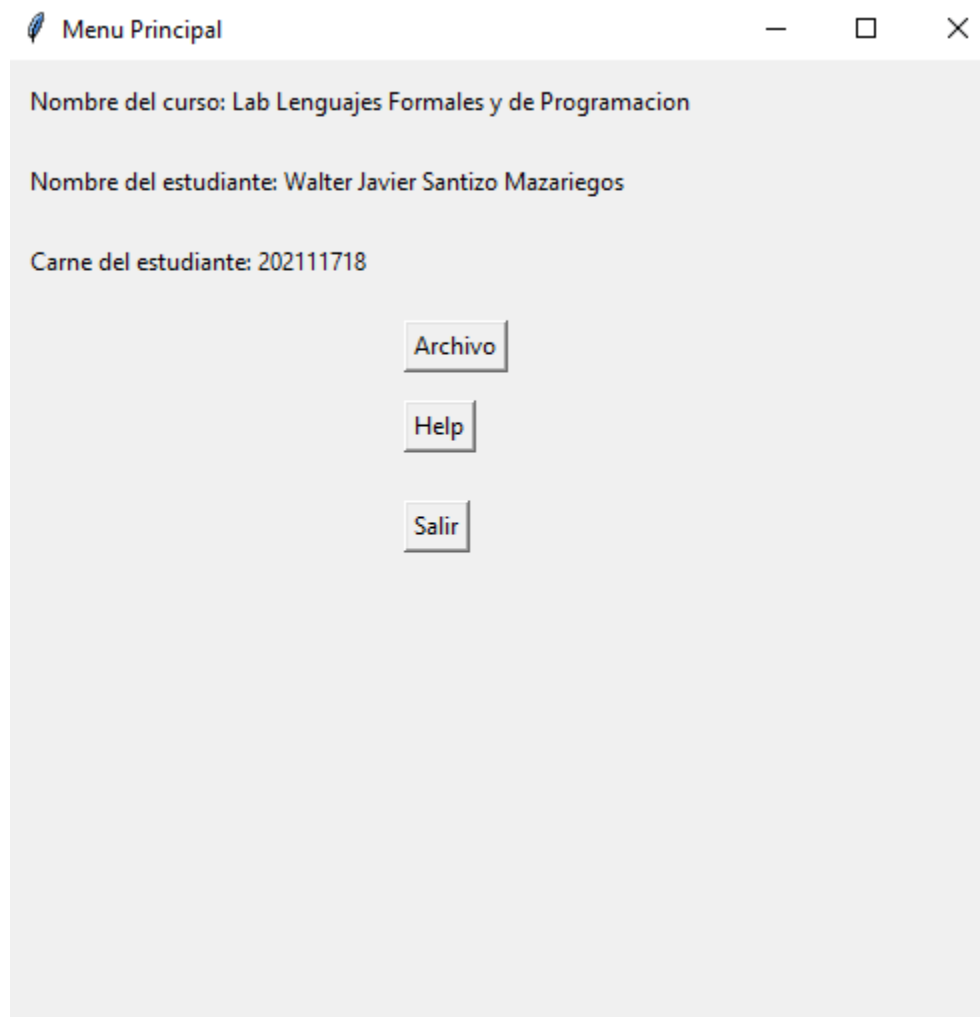 Menu Principal
Nombre del curso: Lab Lenguajes Formales y de Programacion
Nombre del estudiante: Walter Javier Santizo Mazariegos
Carne del estudiante: 202111718
Archivo
Help
Salir